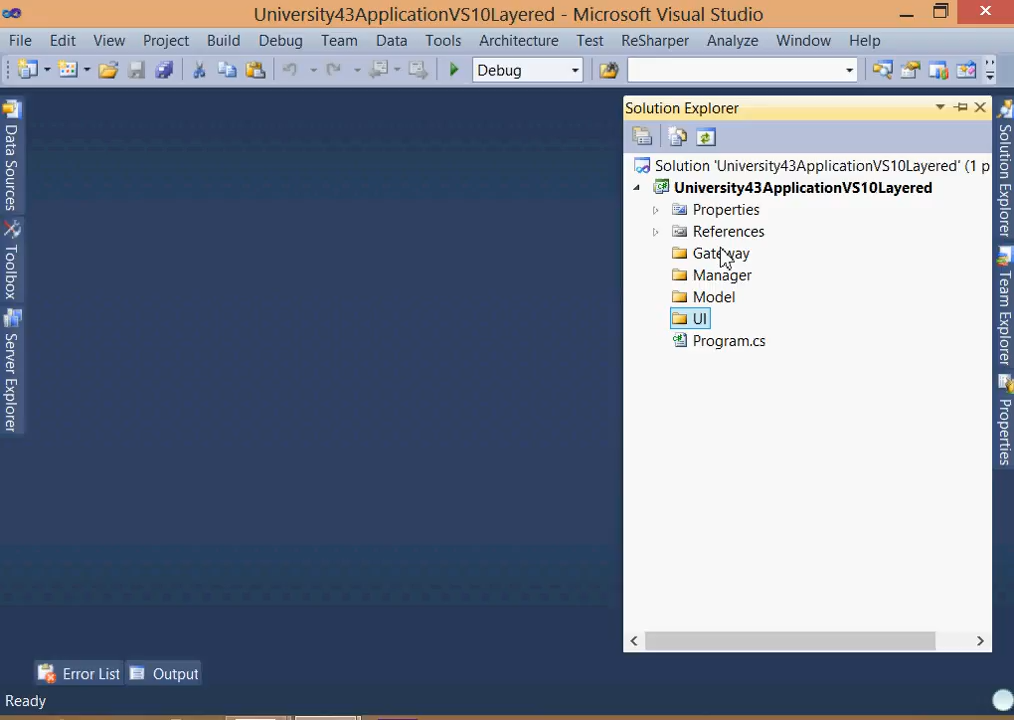 University43ApplicationVS10Layered - Microsoft Visual Studio
File Edit View Project Build Debug Team Data Tools Architecture Test ReSharper Analyze Window Help
Debug
Data Sources
Toolbox
Server Explorer
Solution Explorer
Solution 'University43ApplicationVS10Layered' (1 p
University43ApplicationVS10Layered
Properties
References
Gateway
Manager
Model
UI
Program.cs
Solution Explorer
Team Explorer
Properties
Error List Output
Ready